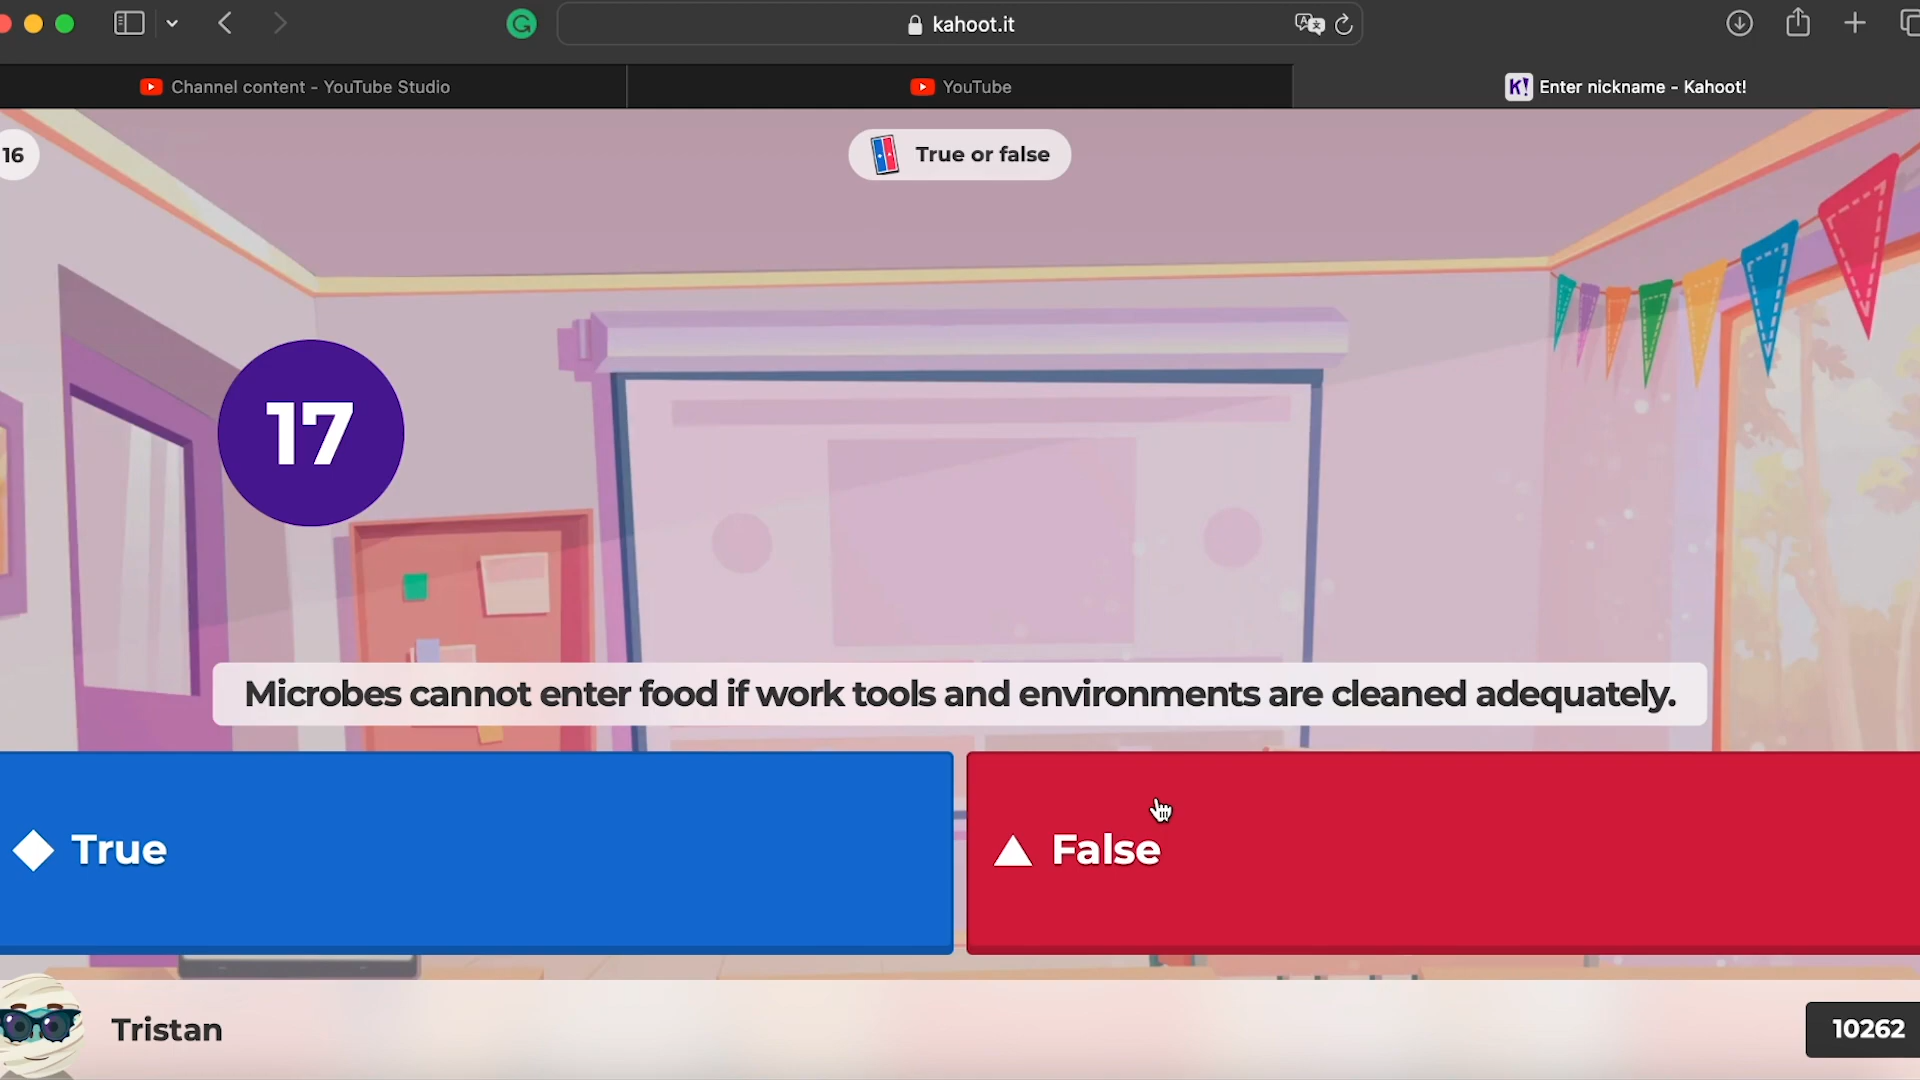 kahoot.it
Channel content - YouTube Studio
YouTube
K! Enter nickname - Kahoot!
16
True or false
17
Microbes cannot enter food if work tools and environments are cleaned adequately.
True
False
Tristan
10262